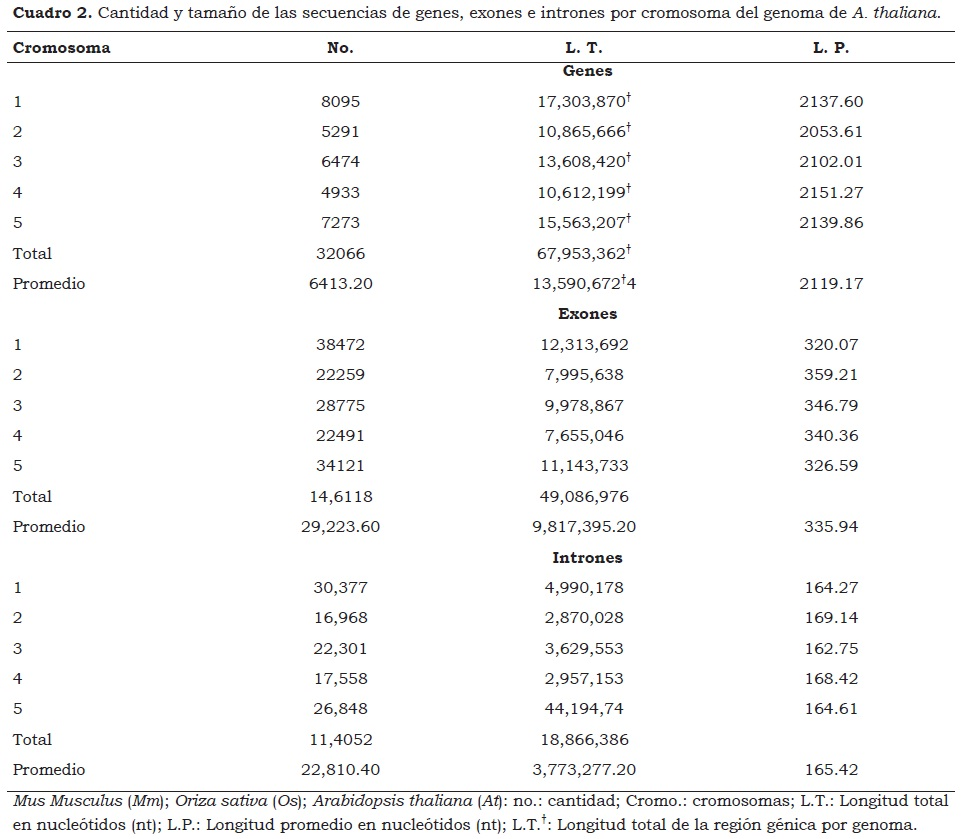 Cuadro 2. Cantidad y tamaño de las secuencias de genes, exones e intrones por cromosoma del genoma de A. thaliana.
Cromosoma No. L. T. L. P.
Genes
1 8095 17,303,870† 2137.60
2 5291 10,865,666† 2053.61
3 6474 13,608,420† 2102.01
4 4933 10,612,199† 2151.27
5 7273 15,563,207† 2139.86
Total 32066 67,953,362†
Promedio 6413.20 13,590,672†4 2119.17
Exones
1 38472 12,313,692 320.07
2 22259 7,995,638 359.21
3 28775 9,978,867 346.79
4 22491 7,655,046 340.36
5 34121 11,143,733 326.59
Total 14,6118 49,086,976
Promedio 29,223.60 9,817,395.20 335.94
Intrones
1 30,377 4,990,178 164.27
2 16,968 2,870,028 169.14
3 22,301 3,629,553 162.75
4 17,558 2,957,153 168.42
5 26,848 44,194,74 164.61
Total 11,4052 18,866,386
Promedio 22,810.40 3,773,277.20 165.42
Mus Musculus (Mm); Oriza sativa (Os); Arabidopsis thaliana (At): no.: cantidad; Cromo.: cromosomas; L.T.: Longitud total
en nucleótidos (nt); L.P.: Longitud promedio en nucleótidos (nt); L.T.†: Longitud total de la región génica por genoma.